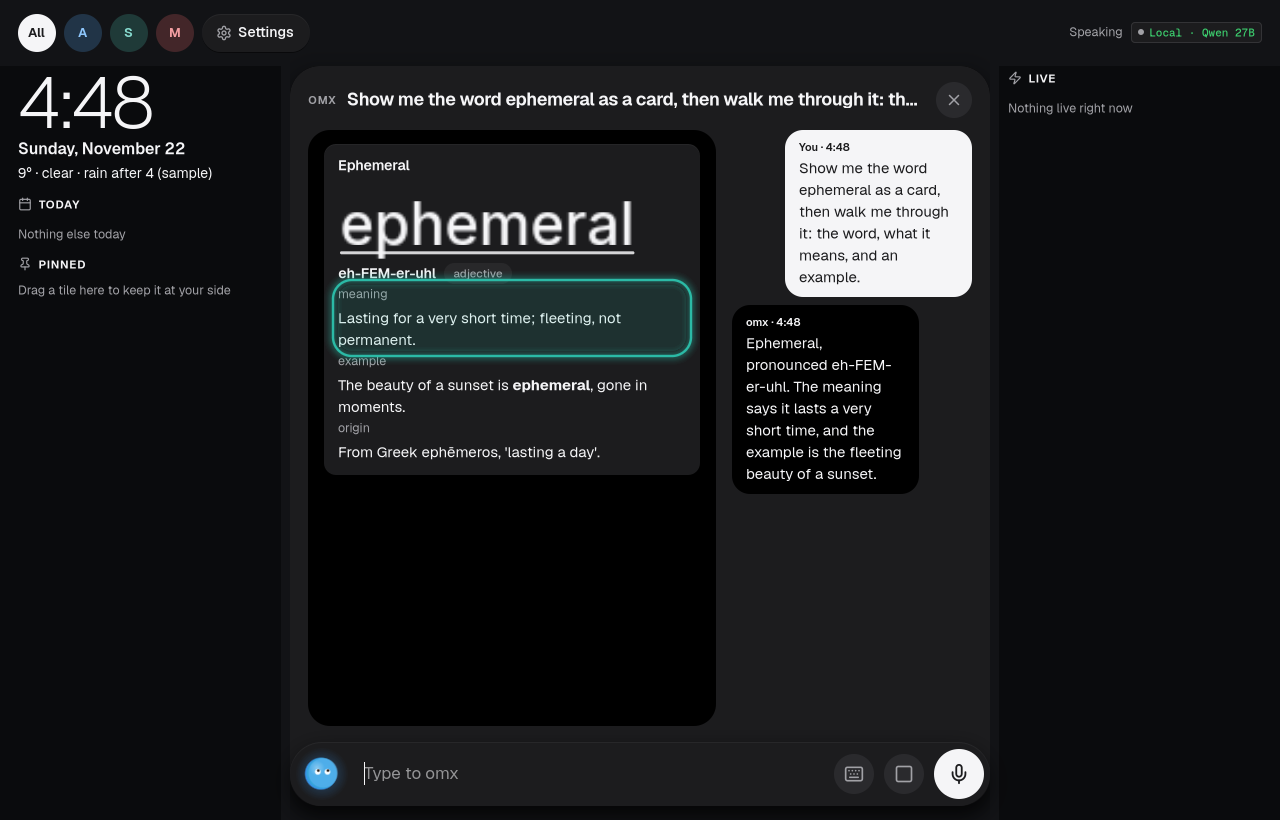 All A S M Settings
Speaking Local · Qwen 27B
4:48
Sunday, November 22
9° · clear · rain after 4 (sample)
TODAY
Nothing else today
PINNED
Drag a tile here to keep it at your side
OMX Show me the word ephemeral as a card, then walk me through it: th...
Ephemeral
ephemeral
eh-FEM-er-uhl adjective
meaning
Lasting for a very short time; fleeting, not
permanent.
example
The beauty of a sunset is ephemeral, gone in
moments.
origin
From Greek ephēmeros, 'lasting a day'.
You · 4:48
Show me the word
ephemeral as a card,
then walk me through
it: the word, what it
means, and an
example.
omx · 4:48
Ephemeral,
pronounced eh-FEM-
er-uhl. The meaning
says it lasts a very
short time, and the
example is the fleeting
beauty of a sunset.
Type to omx
LIVE
Nothing live right now